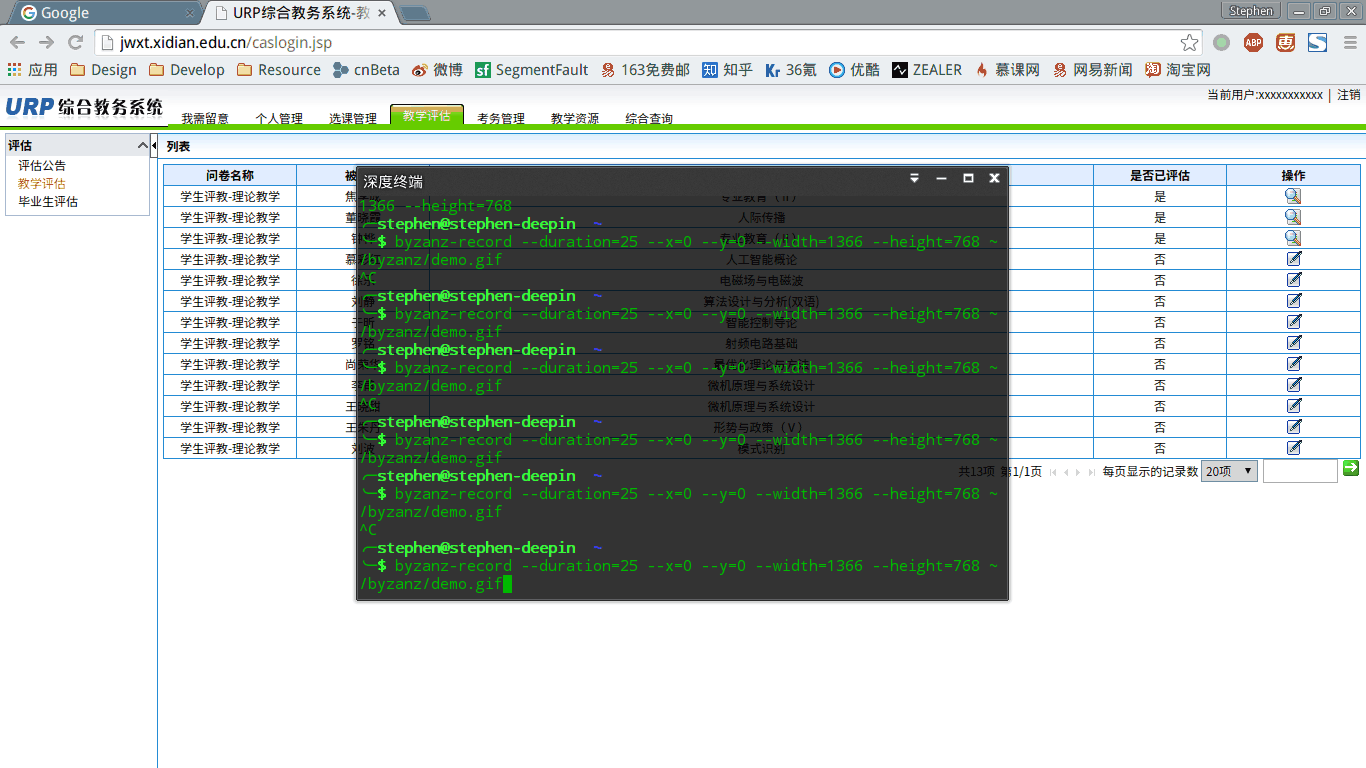 Google
URP综合教务系统-教
Stephen
jwxt.xidian.edu.cn/caslogin.jsp
ABP
惠
应用 Design Develop Resource cnBeta 微博 SegmentFault 163免费邮 知乎 36氪 优酷 ZEALER 慕课网 网易新闻 淘宝网
当前用户:xxxxxxxxxxx | 注销
URP 综合教务系统
我需留意 个人管理 选课管理 教学评估 考务管理 教学资源 综合查询
评估
评估公告
教学评估
毕业生评估
列表
问卷名称 被 是否已评估 操作
学生评教-理论教学 焦 是
学生评教-理论教学 董 人际传播 是
学生评教-理论教学 是
学生评教-理论教学 慕 人工智能概论 否
学生评教-理论教学 徐 电磁场与电磁波 否
学生评教-理论教学 刘静 算法设计与分析(双语) 否
学生评教-理论教学 于昕 智能控制导论 否
学生评教-理论教学 罗铭 射频电路基础 否
学生评教-理论教学 尚 否
学生评教-理论教学 李 微机原理与系统设计 否
学生评教-理论教学 王 微机原理与系统设计 否
学生评教-理论教学 王 形势与政策（Ⅴ） 否
学生评教-理论教学 刘波 模式识别 否
共13项 第1/1页 每页显示的记录数 20项
深度终端
1366 --height=768
╭─stephen@stephen-deepin ~
╰─$ byzanz-record --duration=25 --x=0 --y=0 --width=1366 --height=768 ~
/byzanz/demo.gif
^C
╭─stephen@stephen-deepin ~
╰─$ byzanz-record --duration=25 --x=0 --y=0 --width=1366 --height=768 ~
/byzanz/demo.gif
╭─stephen@stephen-deepin ~
╰─$ byzanz-record --duration=25 --x=0 --y=0 --width=1366 --height=768 ~
/byzanz/demo.gif
^C
╭─stephen@stephen-deepin ~
╰─$ byzanz-record --duration=25 --x=0 --y=0 --width=1366 --height=768 ~
/byzanz/demo.gif
╭─stephen@stephen-deepin ~
╰─$ byzanz-record --duration=25 --x=0 --y=0 --width=1366 --height=768 ~
/byzanz/demo.gif
^C
╭─stephen@stephen-deepin ~
╰─$ byzanz-record --duration=25 --x=0 --y=0 --width=1366 --height=768 ~
/byzanz/demo.gif